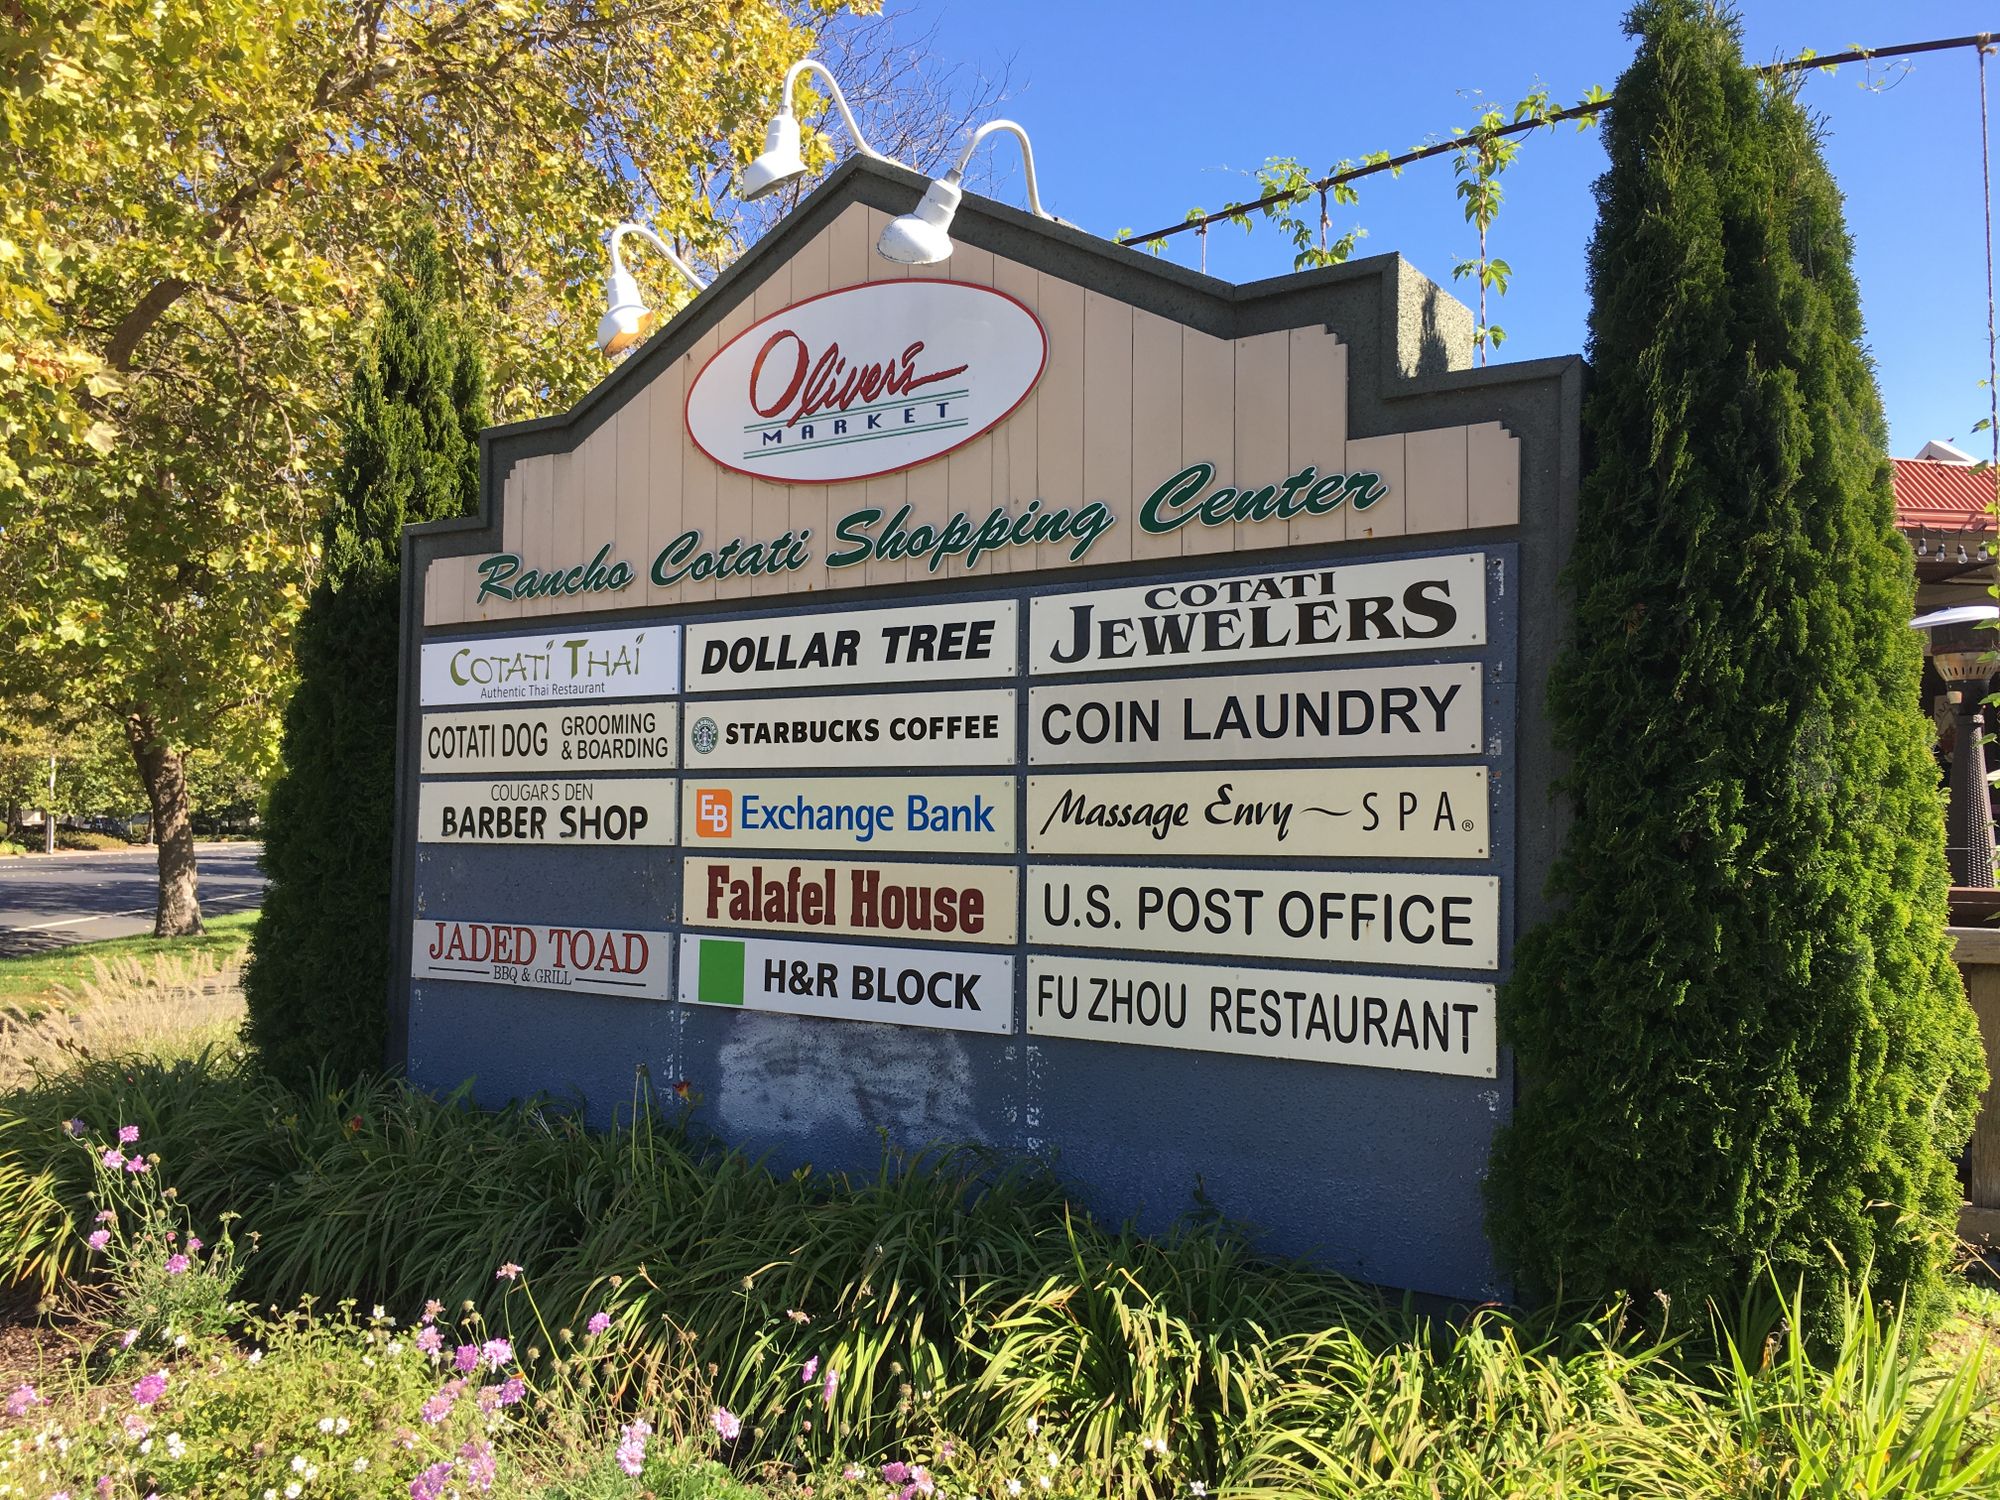 Oliver's
MARKET
Rancho Cotati Shopping Center
COTATI THAI
Authentic Thai Restaurant
COTATI DOG GROOMING
& BOARDING
COUGAR S DEN
BARBER SHOP
JADED TOAD
BBQ & GRILL
DOLLAR TREE
STARBUCKS COFFEE
EB Exchange Bank
Falafel House
H&R BLOCK
COTATI
JEWELERS
COIN LAUNDRY
Massage Envy ~ SPA®
U.S. POST OFFICE
FU ZHOU RESTAURANT